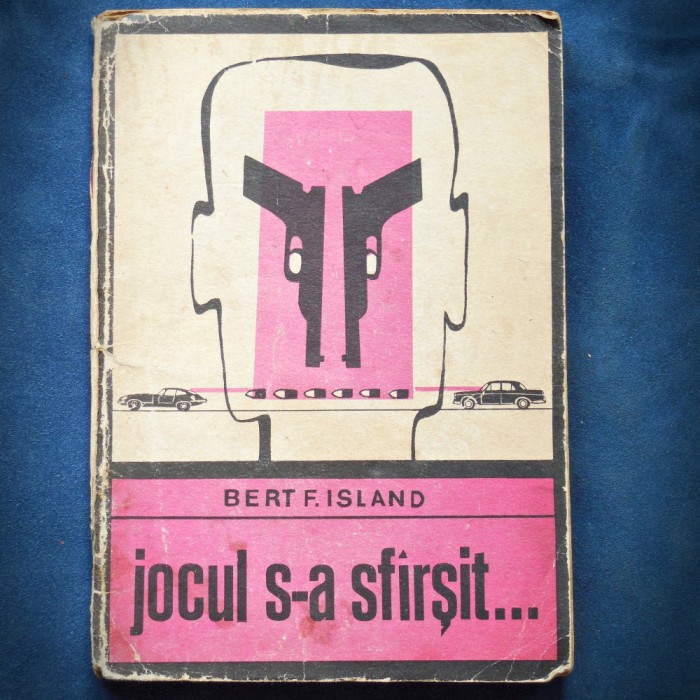 BERT F. ISLAND
jocul s-a sfîrşit...